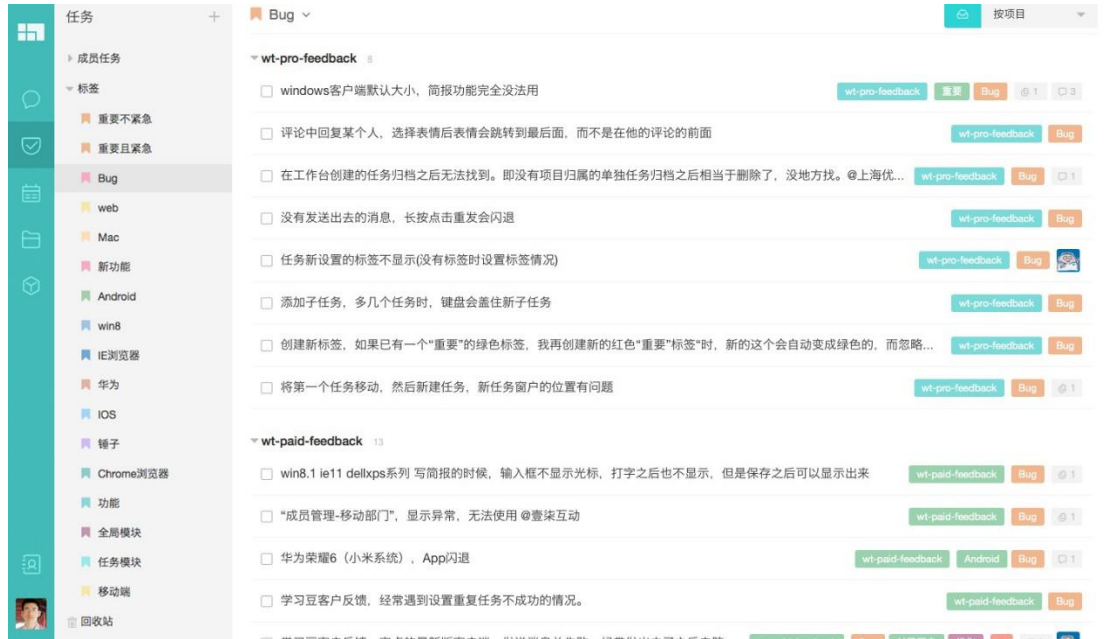 任务 +
成员任务
标签
重要不紧急
重要且紧急
Bug
web
Mac
新功能
Android
win8
IE浏览器
华为
IOS
锤子
Chrome浏览器
功能
全局模块
任务模块
移动端
回收站
Bug
按项目
wt-pro-feedback 8
windows客户端默认大小，简报功能完全没法用 wt-pro-feedback 重要 Bug 1 3
评论中回复某个人，选择表情后表情会跳转到最后面，而不是在他的评论的前面 wt-pro-feedback Bug
在工作台创建的任务归档之后无法找到。即没有项目归属的单独任务归档之后相当于删除了，没地方找。@上海优... wt-pro-feedback Bug 1
没有发送出去的消息，长按点击重发会闪退 wt-pro-feedback Bug
任务新设置的标签不显示(没有标签时设置标签情况) wt-pro-feedback Bug
添加子任务，多几个任务时，键盘会盖住新子任务 wt-pro-feedback Bug
创建新标签，如果已有一个“重要”的绿色标签，我再创建新的红色“重要”标签“时，新的这个会自动变成绿色的，而忽略... wt-pro-feedback Bug
将第一个任务移动，然后新建任务，新任务窗户的位置有问题 wt-pro-feedback Bug 1
wt-paid-feedback 13
win8.1 ie11 dellxps系列 写简报的时候，输入框不显示光标，打字之后也不显示，但是保存之后可以显示出来 wt-paid-feedback Bug 1
“成员管理-移动部门”，显示异常，无法使用 @壹柒互动 wt-paid-feedback Bug 1
华为荣耀6（小米系统），App闪退 wt-paid-feedback Android Bug 1
学习豆客户反馈，经常遇到设置重复任务不成功的情况。 wt-paid-feedback Bug